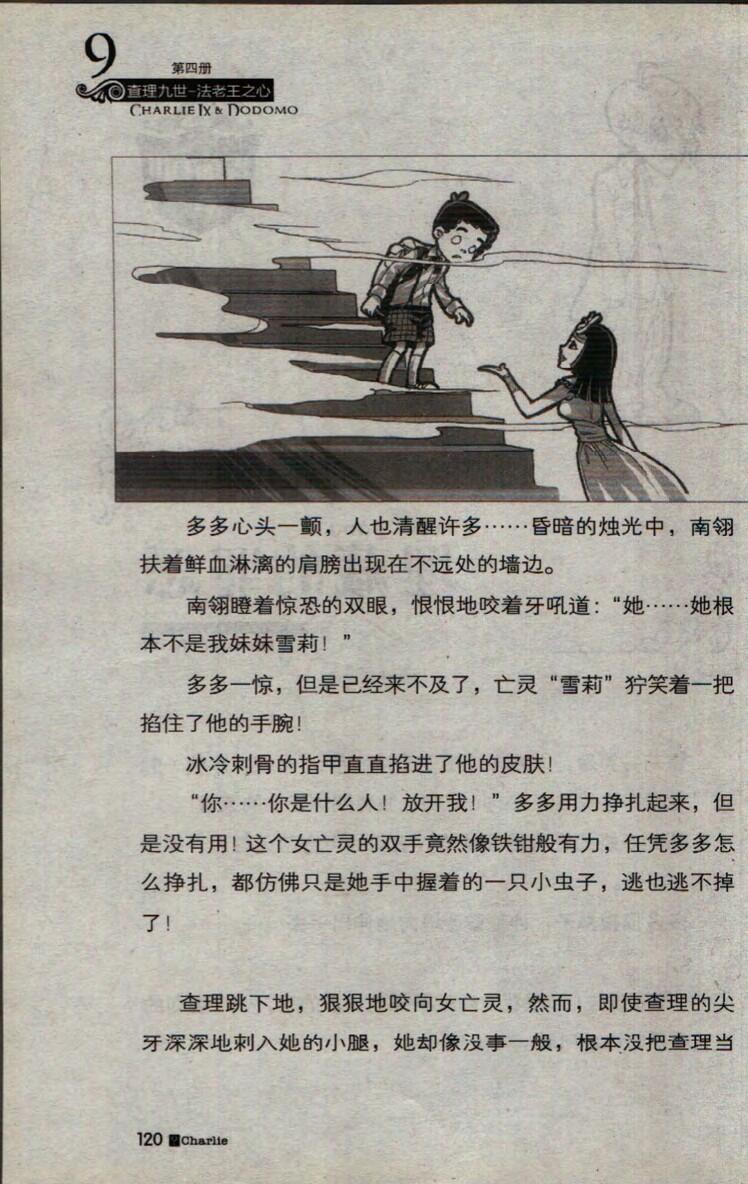 9
第四册
查理九世-法老王之心
CHARLIE IX & DODOMO
多多心头一颤，人也清醒许多……昏暗的烛光中，南翎
扶着鲜血淋漓的肩膀出现在不远处的墙边。
南翎瞪着惊恐的双眼，恨恨地咬着牙吼道：“她……她根
本不是我妹妹雪莉！”
多多一惊，但是已经来不及了，亡灵“雪莉”狞笑着一把
掐住了他的手腕！
冰冷刺骨的指甲直直掐进了他的皮肤！
“你……你是什么人！放开我！”多多用力挣扎起来，但
是没有用！这个女亡灵的双手竟然像铁钳般有力，任凭多多怎
么挣扎，都仿佛只是她手中握着的一只小虫子，逃也逃不掉
了！
查理跳下地，狠狠地咬向女亡灵，然而，即使查理的尖
牙深深地刺入她的小腿，她却像没事一般，根本没把查理当
120 Charlie